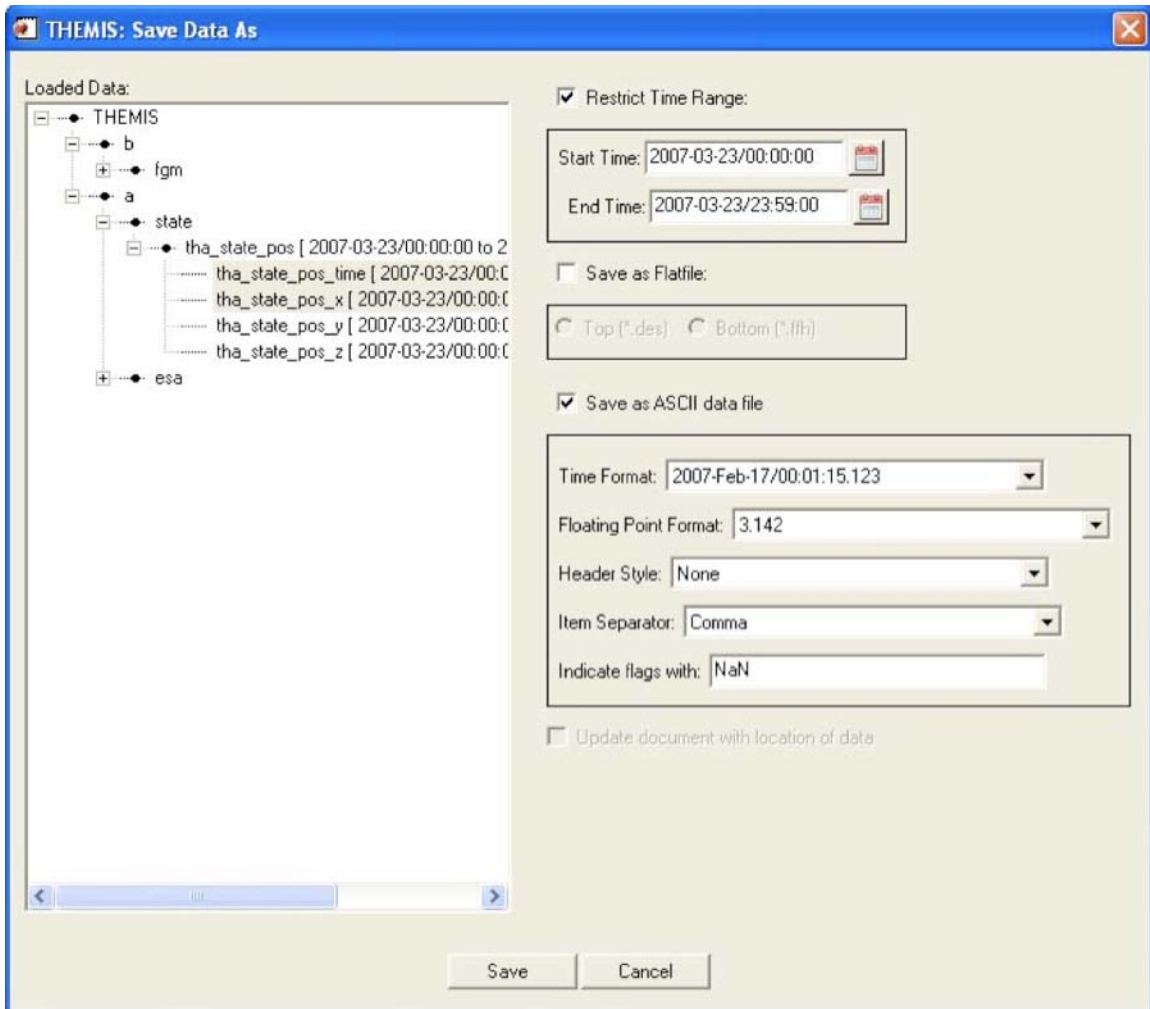 THEMIS: Save Data As
Loaded Data:
THEMIS
b
fgm
a
state
tha_state_pos [ 2007-03-23/00:00:00 to 2
tha_state_pos_time [ 2007-03-23/00:0
tha_state_pos_x [ 2007-03-23/00:00:0
tha_state_pos_y [ 2007-03-23/00:00:0
tha_state_pos_z [ 2007-03-23/00:00:0
esa
Restrict Time Range:
Start Time: 2007-03-23/00:00:00
End Time: 2007-03-23/23:59:00
Save as Flatfile:
Top (*.des) Bottom (*.ffh)
Save as ASCII data file
Time Format: 2007-Feb-17/00:01:15.123
Floating Point Format: 3.142
Header Style: None
Item Separator: Comma
Indicate flags with: NaN
Update document with location of data
Save Cancel